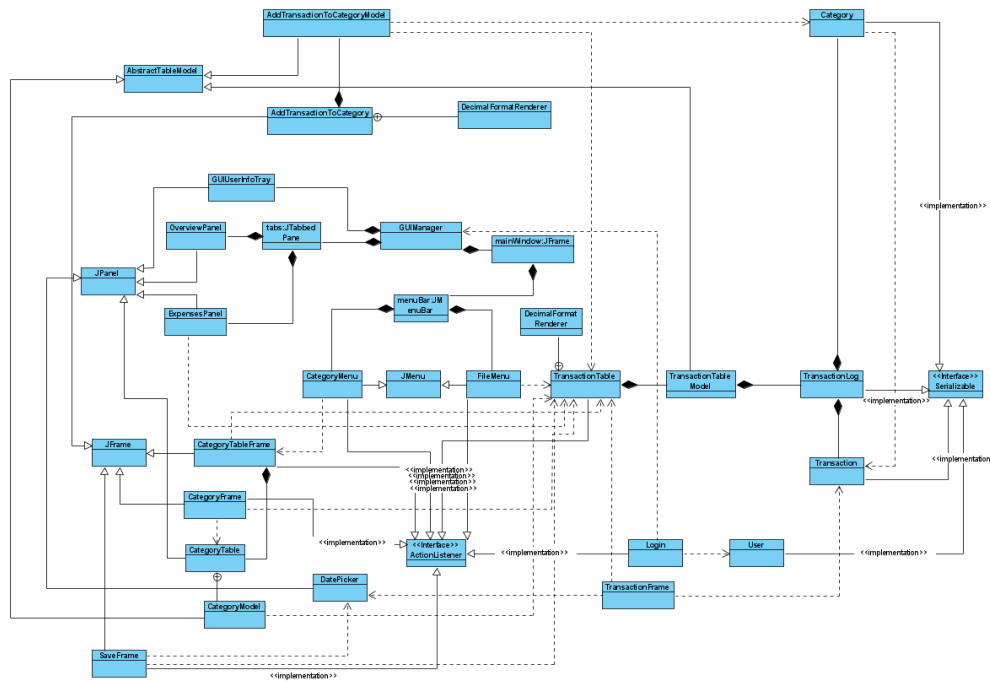 AddTransactionToCategoryModel
Category
AbstractTableModel
AddTransactionToCategory
DecimalFormatRenderer
GUIUserInfoTray
<<implementation>>
OverviewPanel
tabs:JTabbed
Pane
GUIManager
mainWindow:JFrame
JPanel
menuBar:JM
enuBar
ExpensesPanel
DecimalFormat
Renderer
CategoryMenu
JMenu
FileMenu
TransactionTable
TransactionTable
Model
TransactionLog
<<Interface>>
Serializable
<<implementation>>
JFrame
CategoryTableFrame
Transaction
<<implementation>>
<<implementation>>
<<implementation>>
<<implementation>>
<<implementation>>
CategoryFrame
<<implementation>>
CategoryTable
<<Interface>>
ActionListener
<<implementation>>
Login
User
<<implementation>>
DatePicker
TransactionFrame
CategoryModel
SaveFrame
<<implementation>>